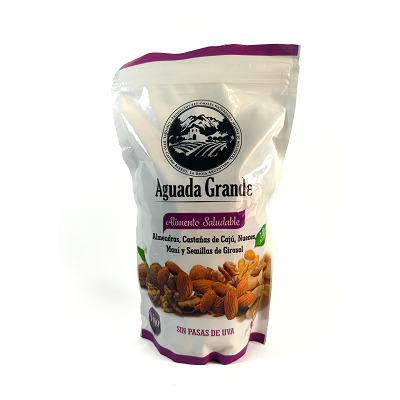 Aguada Grande
Alimento Saludable
Almendras, Castañas de Cajú, Nueces,
Maní y Semillas de Girasol
SIN PASAS DE UVA